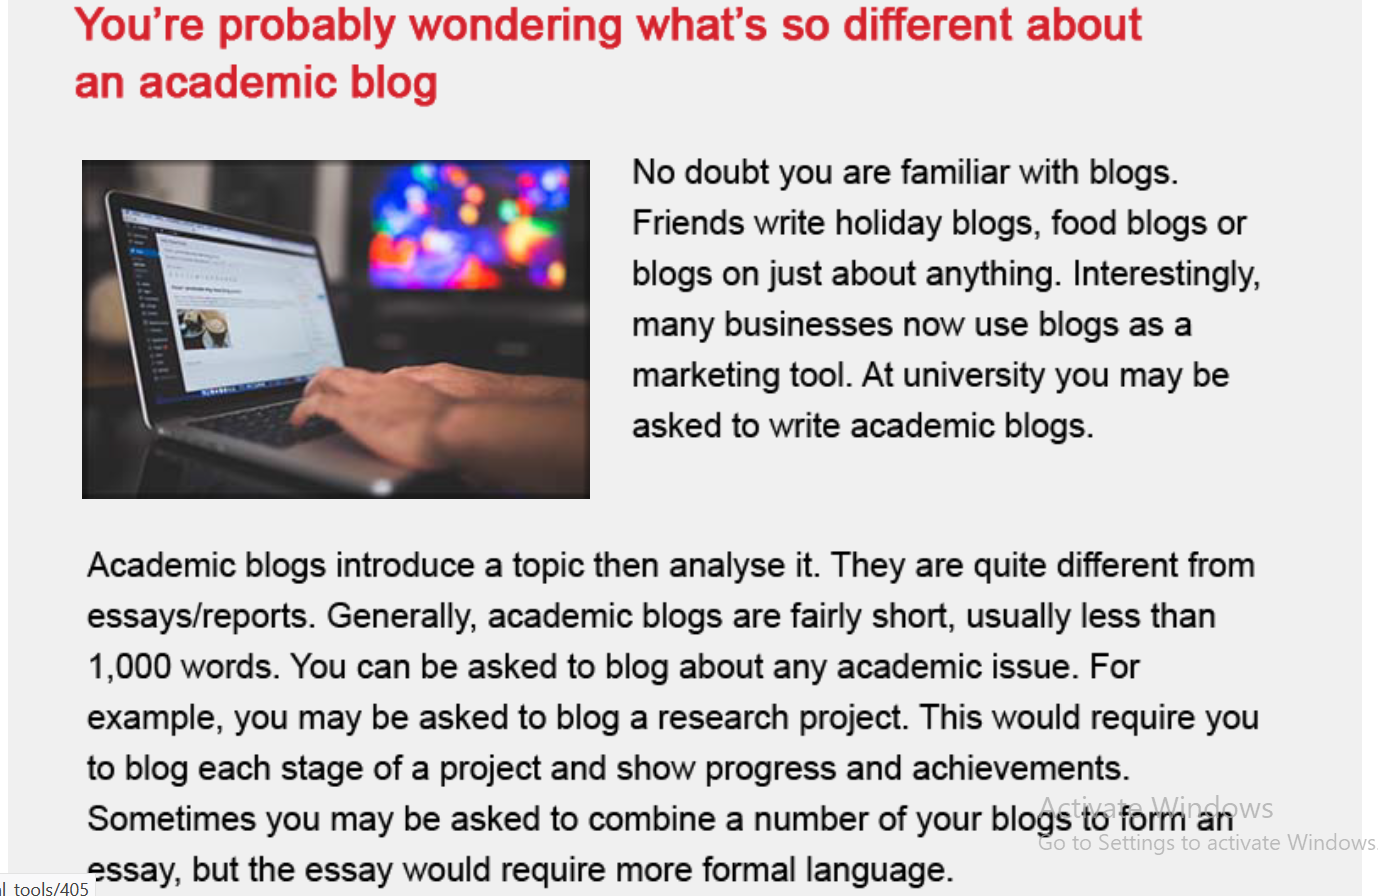 You're probably wondering what's so different about
an academic blog
No doubt you are familiar with blogs.
Friends write holiday blogs, food blogs or
blogs on just about anything. Interestingly,
many businesses now use blogs as a
marketing tool. At university you may be
asked to write academic blogs.
Academic blogs introduce a topic then analyse it. They are quite different from
essays/reports. Generally, academic blogs are fairly short, usually less than
1,000 words. You can be asked to blog about any academic issue. For
example, you may be asked to blog a research project. This would require you
to blog each stage of a project and show progress and achievements.
Sometimes you may be asked to combine a number of your blogs to form an
essay, but the essay would require more formal language.
Activate Windows
Go to Settings to activate Windows.
tools/405